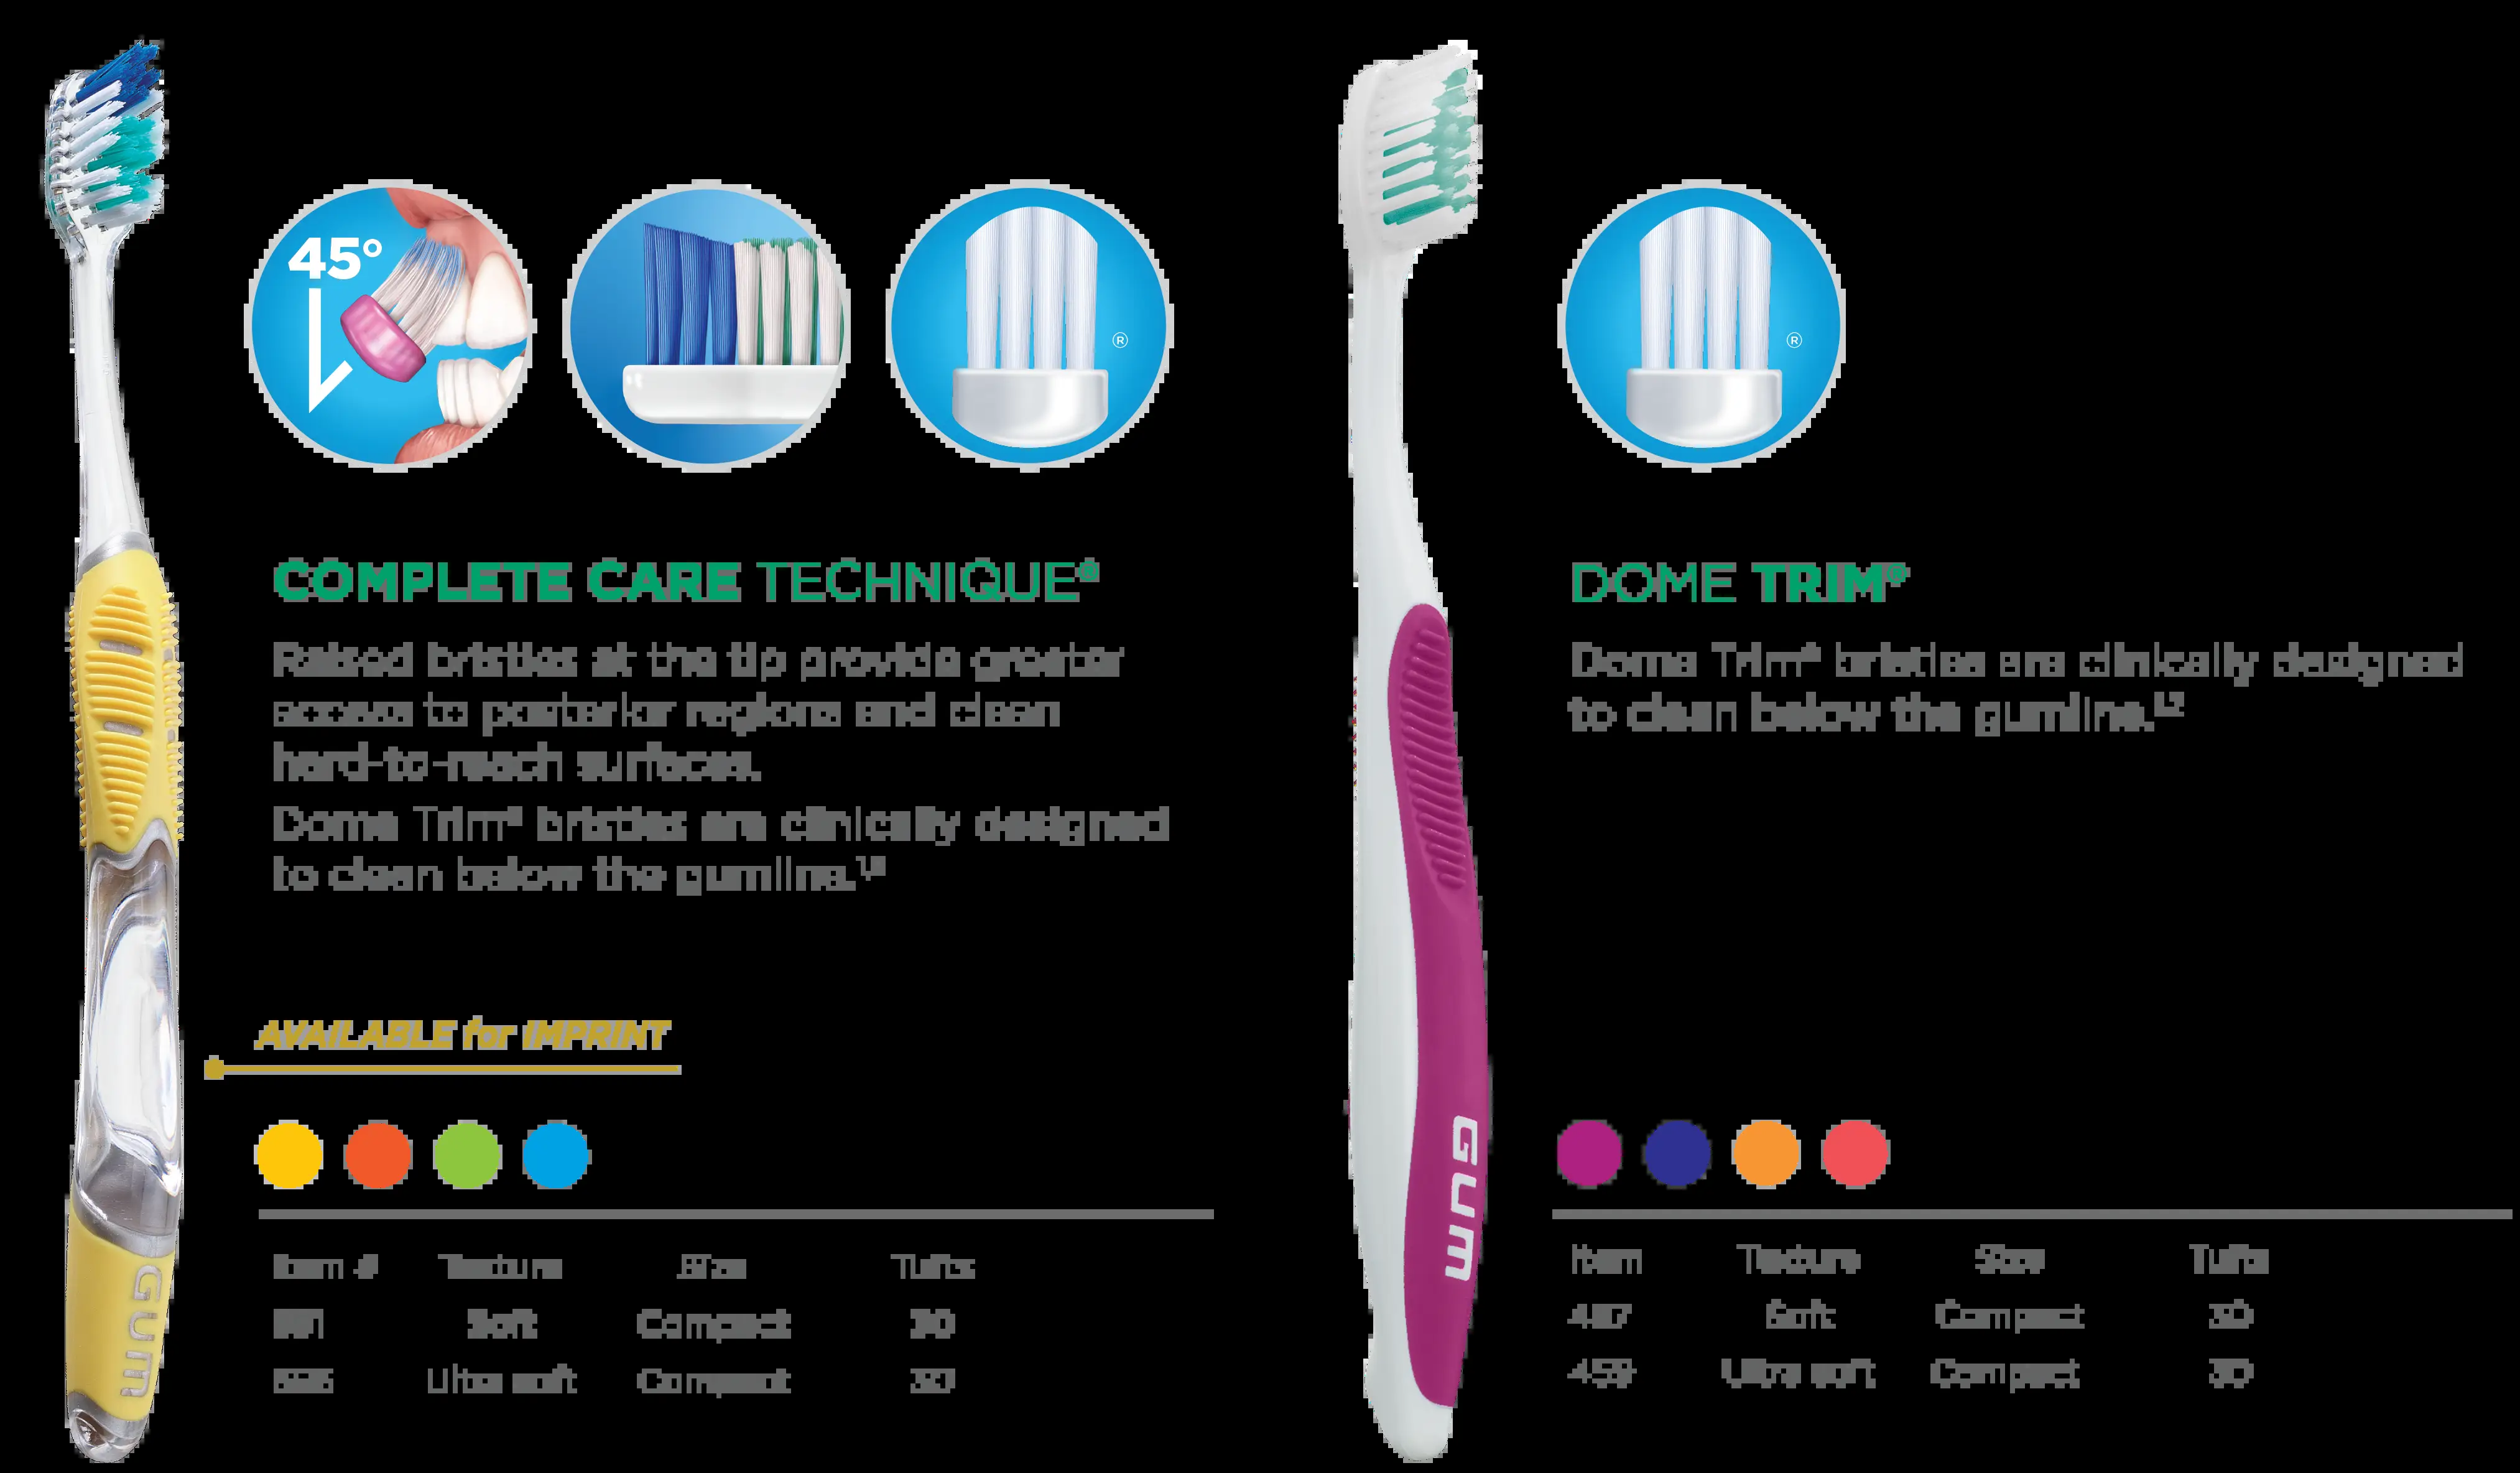 45°
®
®
COMPLETE CARE TECHNIQUE®
Raised bristles at the tip provide greater
access to posterior regions and clean
hard-to-reach surfaces.
Dome Trim® bristles are clinically designed
to clean below the gumline.
AVAILABLE for IMPRINT
Item # Texture Size Tufts
Soft Compact 30
Ultra soft Compact 30
GUM
DOME TRIM®
Dome Trim® bristles are clinically designed
to clean below the gumline.
GUM
Item Texture Size Tufts
Soft Compact 30
459 Ultra soft Compact 30